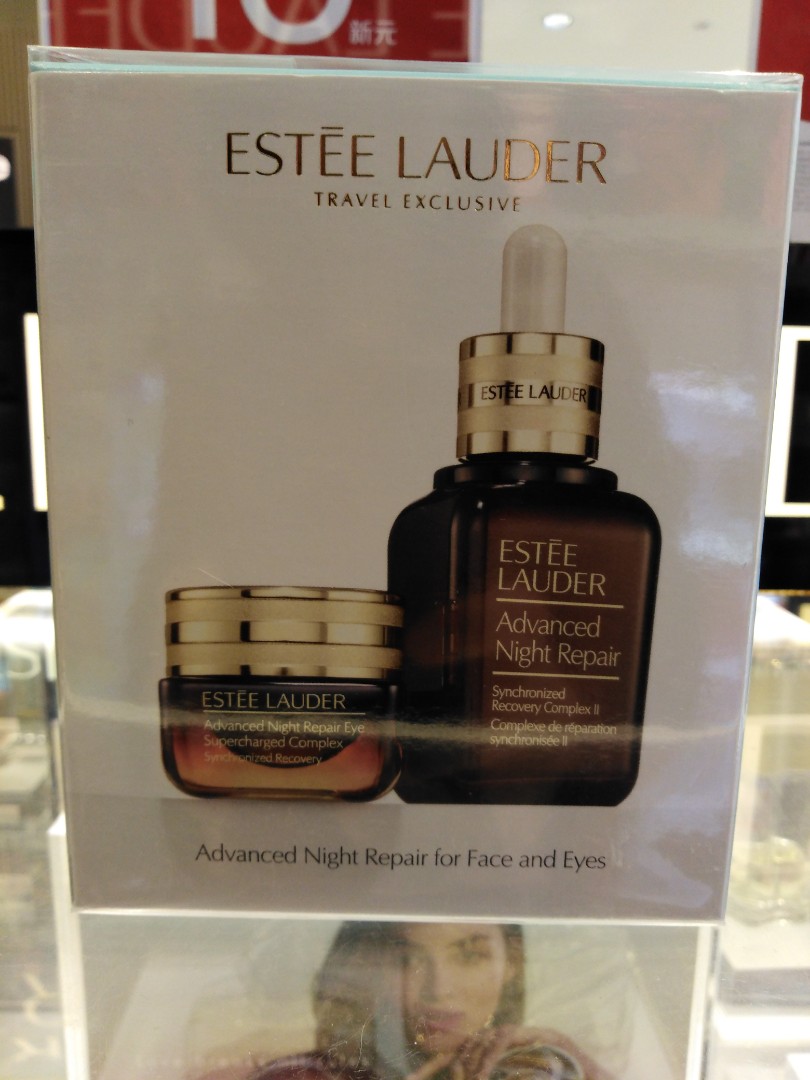 10
新元
ESTĒE LAUDER
TRAVEL EXCLUSIVE
ESTĒE LAUDER
ESTĒE
LAUDER
Advanced
Night Repair
Synchronized
Recovery Complex II
Complexe de réparation
synchronisée II
ESTĒE LAUDER
Advanced Night Repair Eye
Supercharged Complex
Synchronized Recovery
Advanced Night Repair for Face and Eyes